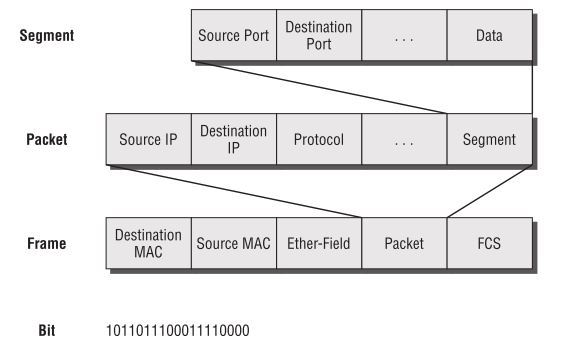 Segment
Source Port
Destination
Port
. . .
Data
Packet
Source IP
Destination
IP
Protocol
. . .
Segment
Frame
Destination
MAC
Source MAC
Ether-Field
Packet
FCS
Bit
1011011100011110000